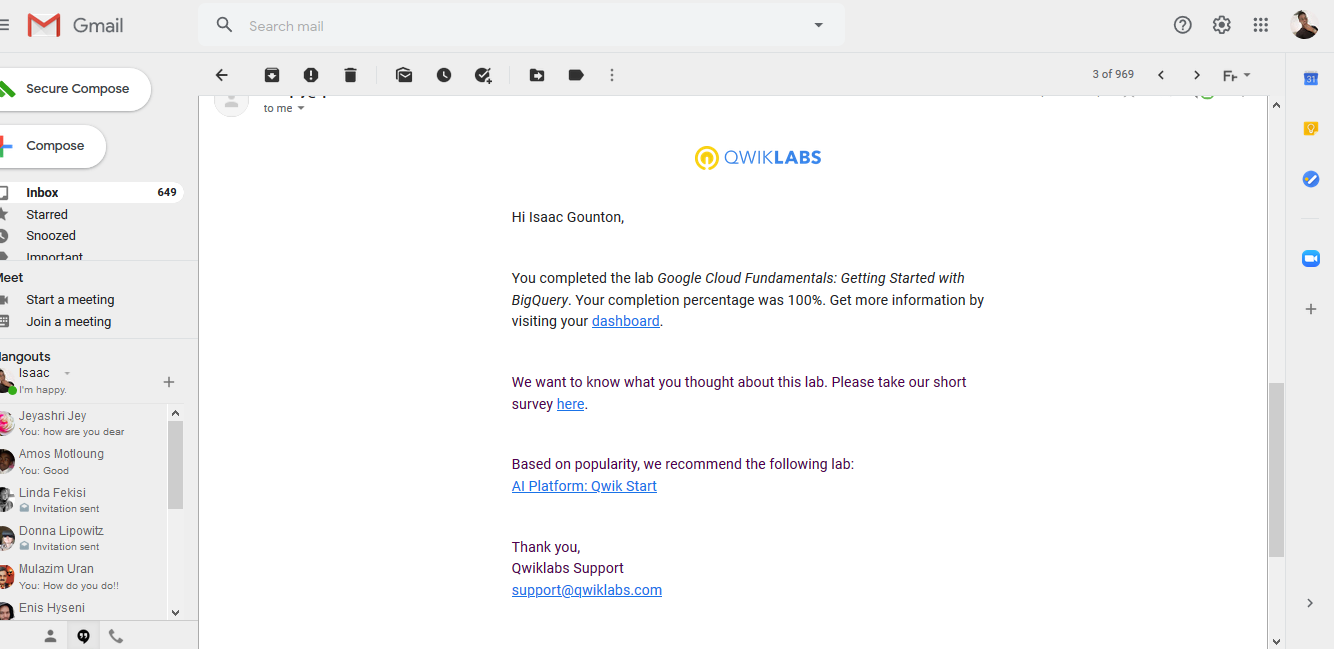 Gmail
Search mail
Secure Compose
Compose
Inbox 649
Starred
Snoozed
Important
Meet
Start a meeting
Join a meeting
Hangouts
Isaac
I'm happy.
Jeyashri Jey
You: how are you dear
Amos Motloung
You: Good
Linda Fekisi
Invitation sent
Donna Lipowitz
Invitation sent
Mulazim Uran
You: How do you do!!
Enis Hyseni
3 of 969
to me
QWIKLABS
Hi Isaac Gounton,
You completed the lab Google Cloud Fundamentals: Getting Started with
BigQuery. Your completion percentage was 100%. Get more information by
visiting your dashboard.
We want to know what you thought about this lab. Please take our short
survey here.
Based on popularity, we recommend the following lab:
AI Platform: Qwik Start
Thank you,
Qwiklabs Support
support@qwiklabs.com
31